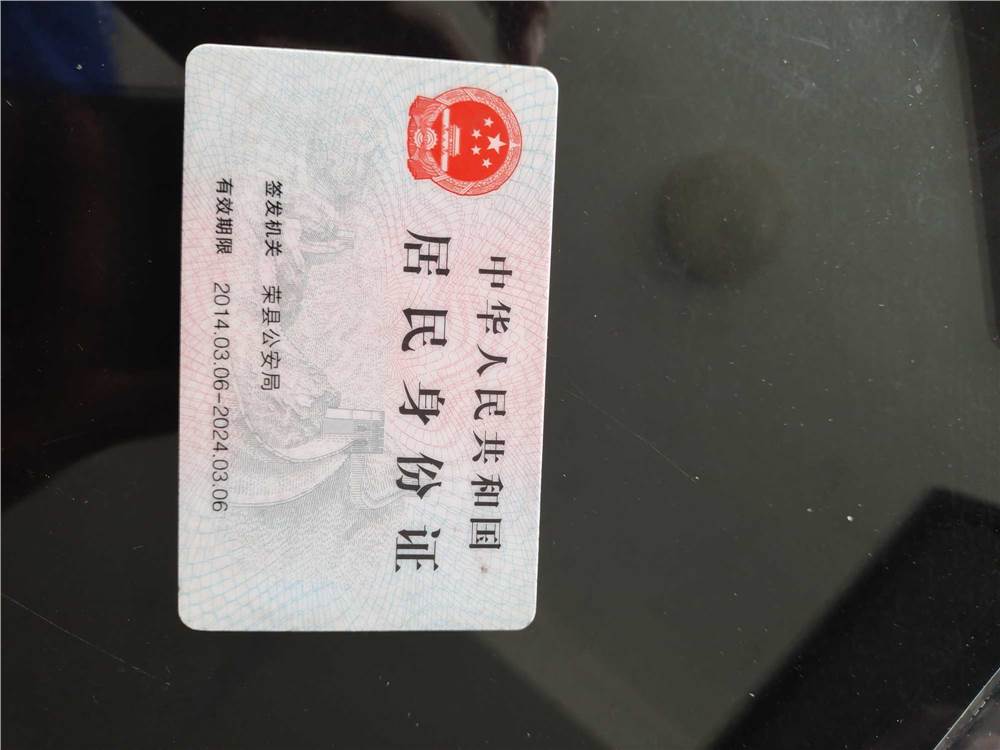 中华人民共和国
居民身份证
签发机关 荣县公安局
有效期限 2014.03.06-2024.03.06